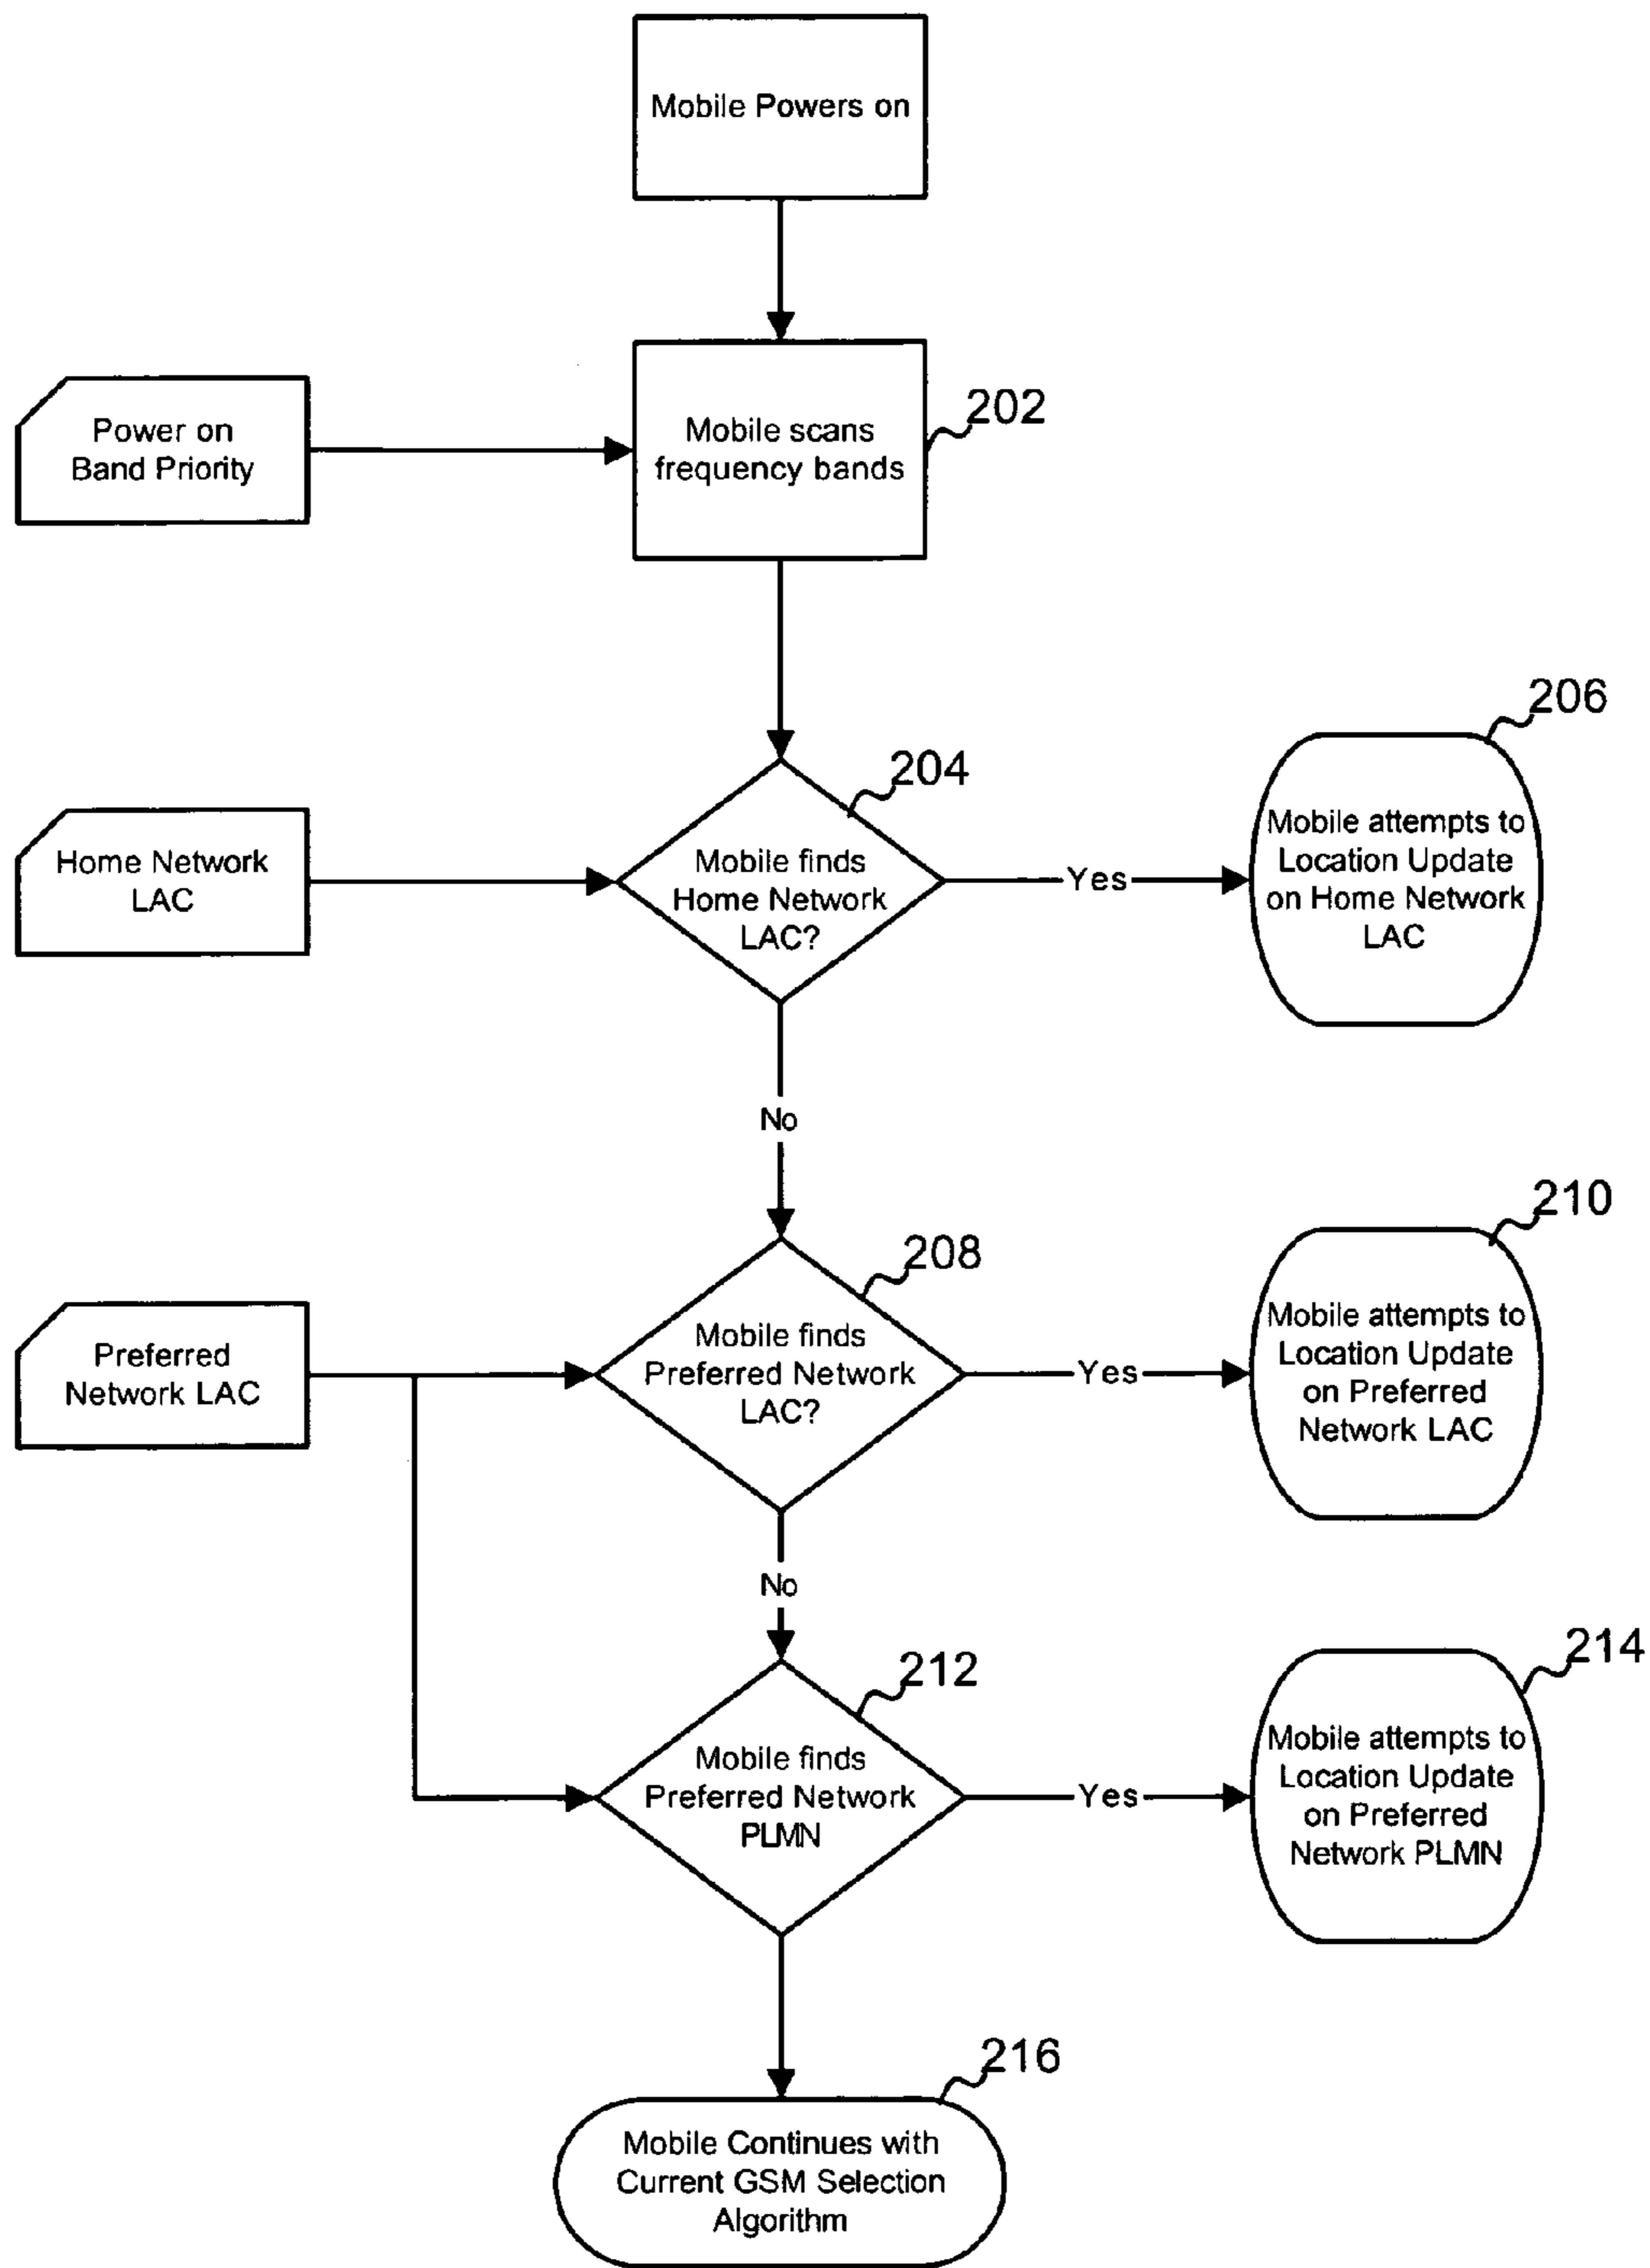 Mobile Powers on
Power on
Band Priority
Mobile scans
frequency bands
202
Home Network
LAC
204
Mobile finds
Home Network
LAC?
Yes
206
Mobile attempts to
Location Update
on Home Network
LAC
No
Preferred
Network LAC
208
Mobile finds
Preferred Network
LAC?
Yes
210
Mobile attempts to
Location Update
on Preferred
Network LAC
No
212
Mobile finds
Preferred Network
PLMN
Yes
214
Mobile attempts to
Location Update
on Preferred
Network PLMN
216
Mobile Continues with
Current GSM Selection
Algorithm